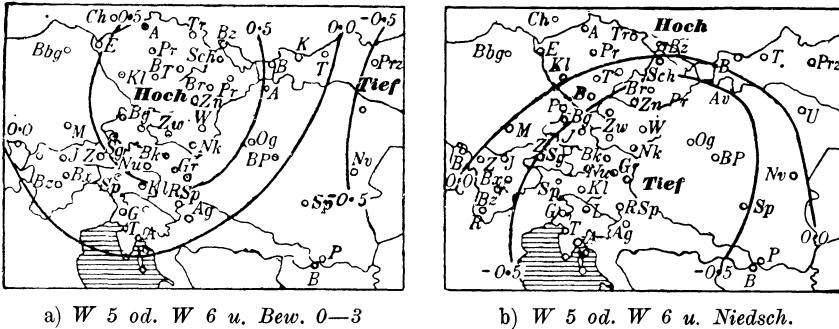 Ch 0·5 A Tr Bz 0·5 0·0 -0·5
Bbg E Pr Sch K B T Prz
Kl Br T Br Pr A Tief
Hoch Zn
Bg Zw W
0·0 M Og
J Z Sg Bk Nk BP Nv
Bz Bx Nu Gr
Sp Kl RSp Sp -0·5
G Ag
T A
P
B
a) W 5 od. W 6 u. Bew. 0—3
Ch A Tr Hoch
Bbg E Pr Bz B T Prz
Kl T Sch
B Br Zn Pr Av U
P Bg
M J Zw W
B Z J Z Sg Bk Nk Og BP
0·0 Bx Nu Gr Nv
Bz Sp Kl Tief
R G L RSp Sp
T A Ag 0·0
P
-0·5 -0·5 B
b) W 5 od. W 6 u. Niedsch.